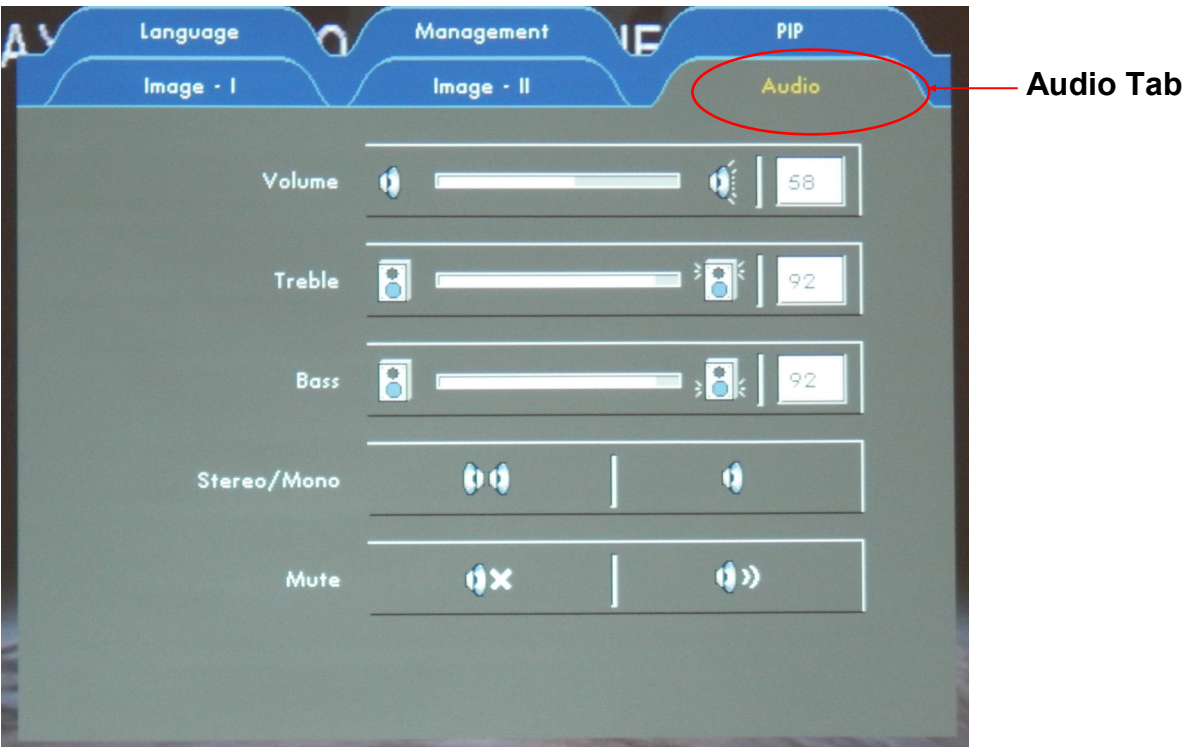 Language Management PIP
Image - I Image - II Audio
Audio Tab
Volume 58
Treble 92
Bass 92
Stereo/Mono
Mute